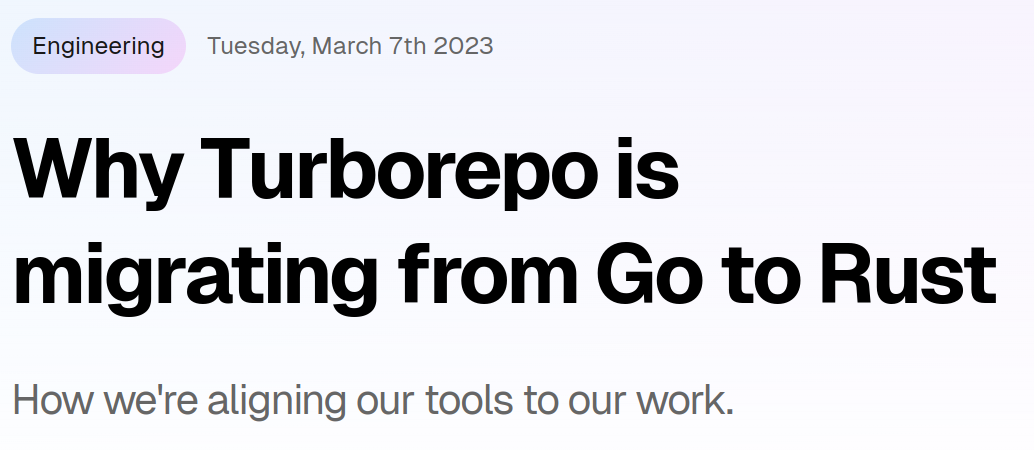 Engineering Tuesday, March 7th 2023
Why Turborepo is
migrating from Go to Rust
How we're aligning our tools to our work.